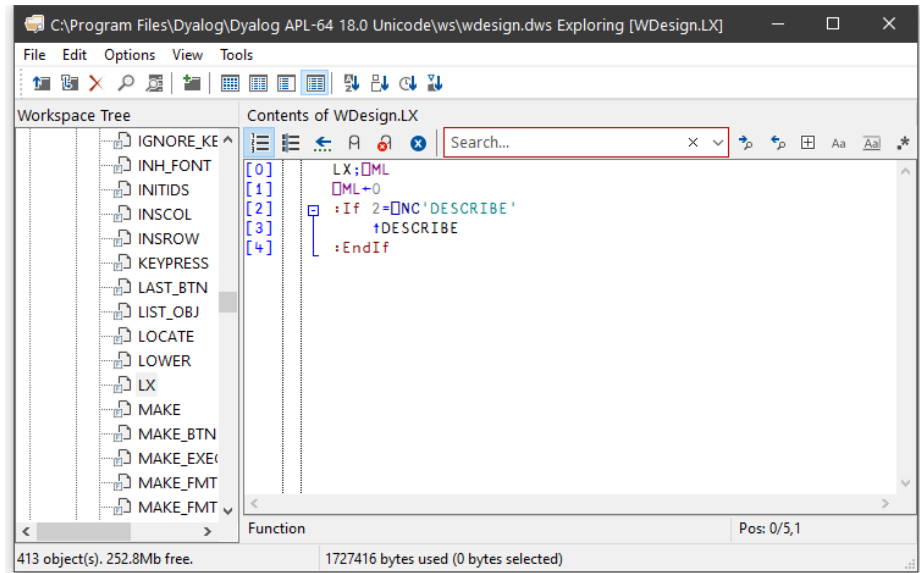 C:\Program Files\Dyalog\Dyalog APL-64 18.0 Unicode\ws\wdesign.dws Exploring [WDesign.LX]
File Edit Options View Tools
Workspace Tree
Contents of WDesign.LX
IGNORE_KE
INH_FONT
INITIDS
INSCOL
INSROW
KEYPRESS
LAST_BTN
LIST_OBJ
LOCATE
LOWER
LX
MAKE
MAKE_BTN
MAKE_EXE
MAKE_FMT
MAKE_FMT
Search...
Aa Aa
[0] LX;⎕ML
[1] ⎕ML←0
[2] :If 2=⎕NC'DESCRIBE'
[3] ↑DESCRIBE
[4] :EndIf
Function
Pos: 0/5,1
413 object(s). 252.8Mb free.
1727416 bytes used (0 bytes selected)